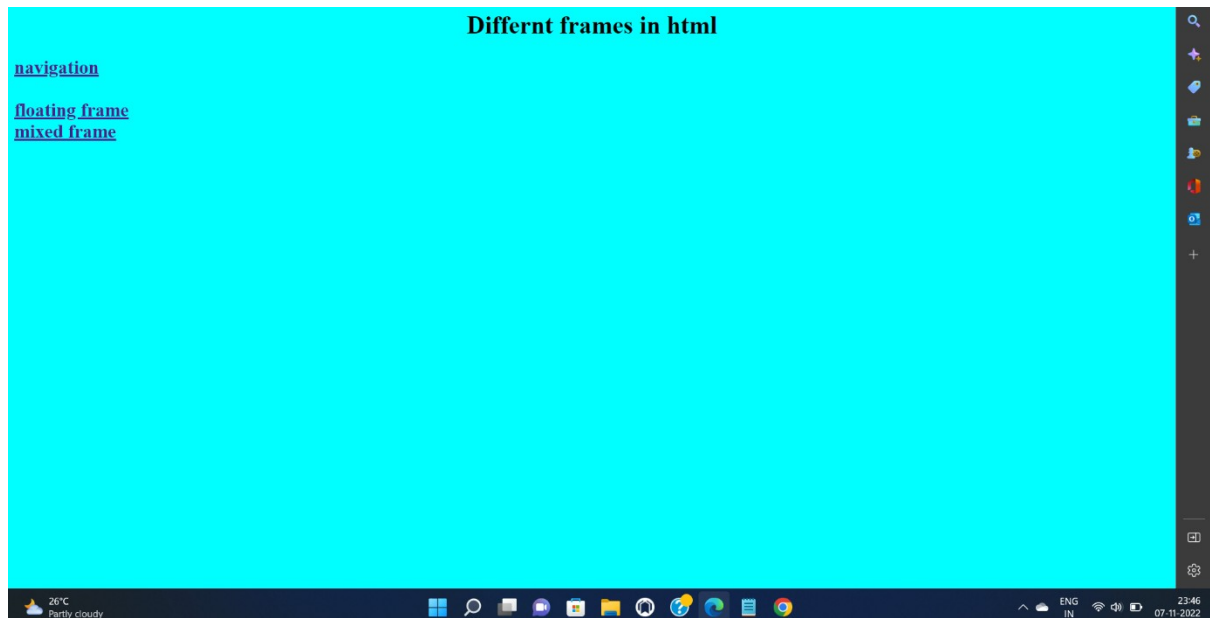 Differnt frames in html
navigation
floating frame
mixed frame
26°C
Partly cloudy
ENG
IN
23:46
07-11-2022